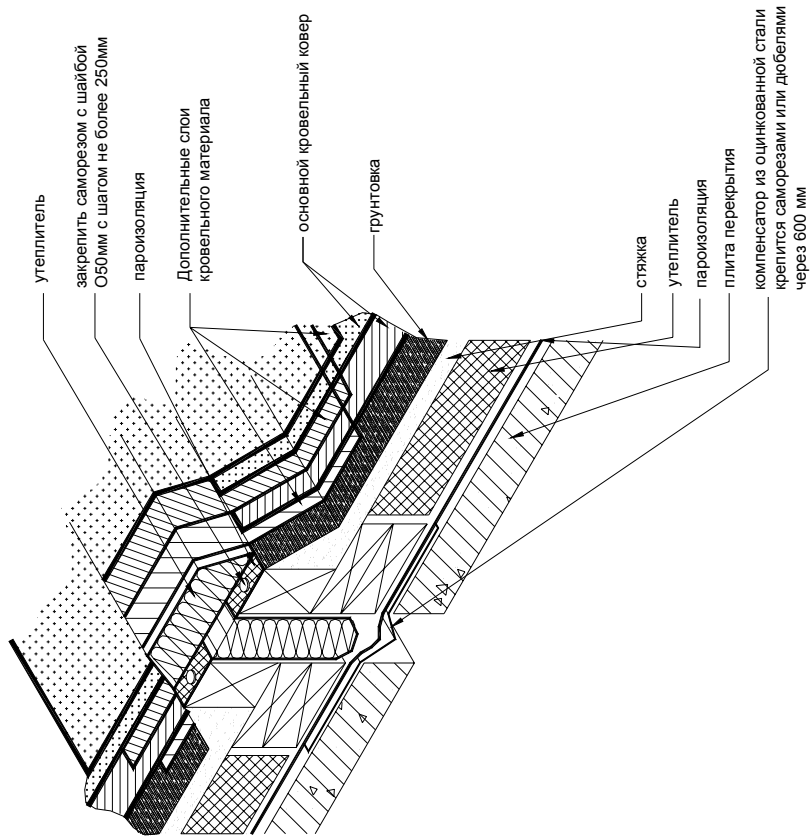 утеплитель
закрепить саморезом с шайбой
О50мм с шагом не более 250мм
пароизоляция
Дополнительные слои
кровельного материала
основной кровельный ковер
грунтовка
стяжка
утеплитель
пароизоляция
плита перекрытия
компенсатор из оцинкованной стали
крепится саморезами или дюбелями
через 600 мм